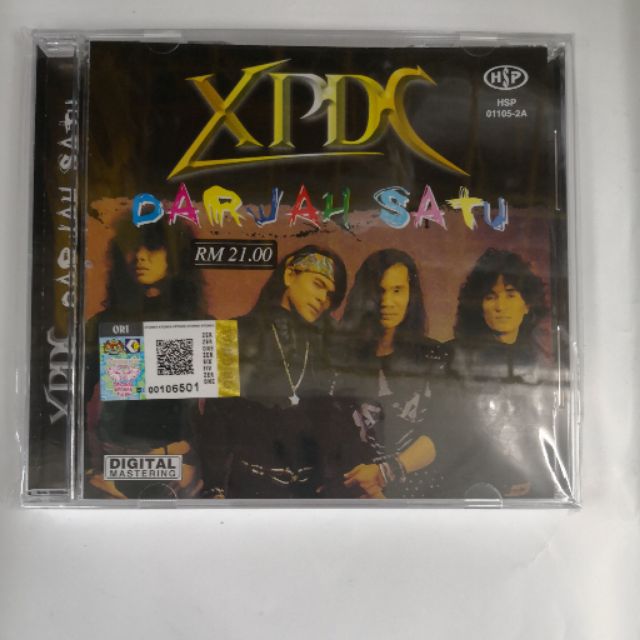 XPDC
HSP
HSP
01105-2A
DARJAH SATU
RM 21.00
ORI
00106501
DIGITAL
MASTERING
XPDC DARJAH SATU